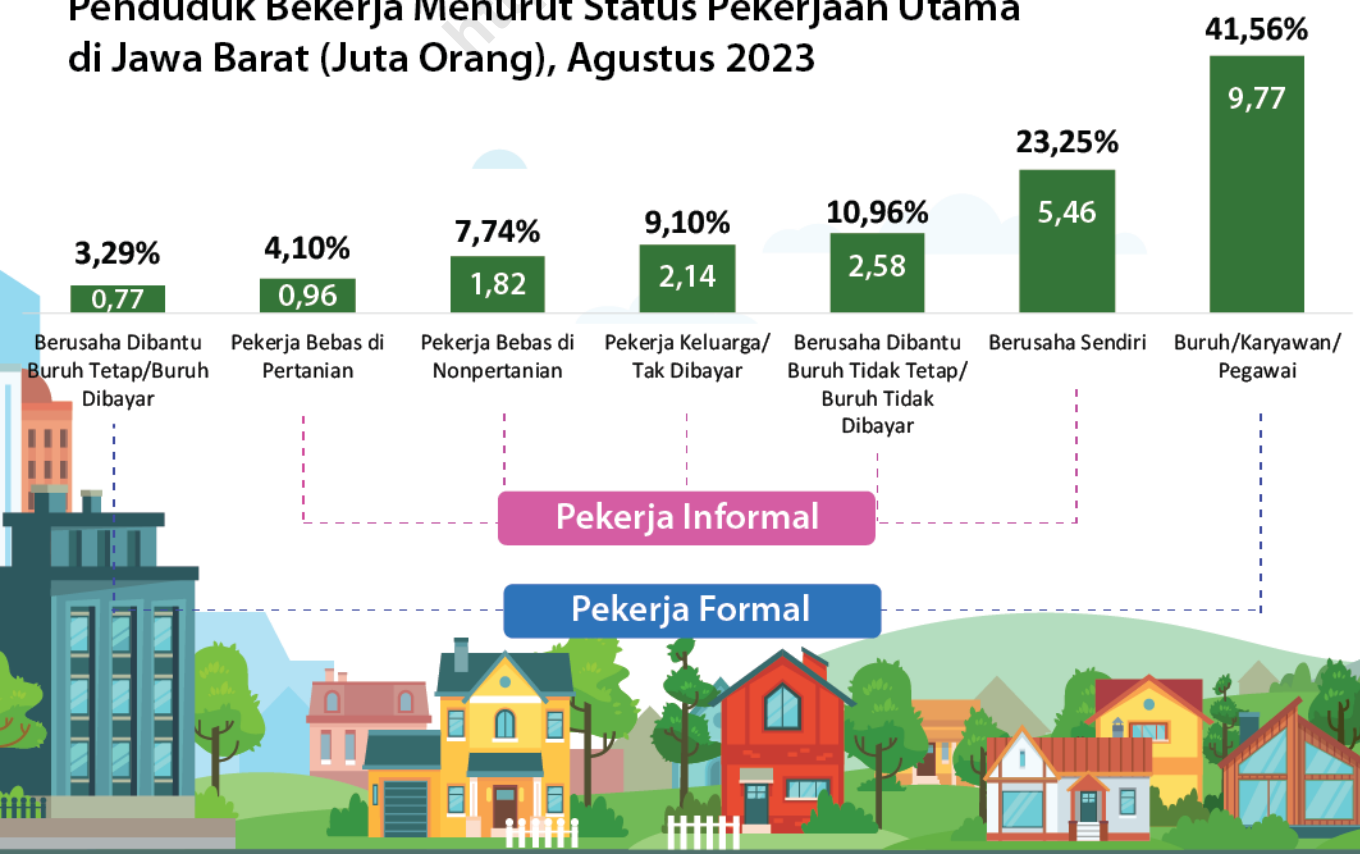 Penduduk Bekerja Menurut Status Pekerjaan Utama
di Jawa Barat (Juta Orang), Agustus 2023
3,29%
4,10%
7,74%
9,10%
10,96%
23,25%
41,56%
0,77
0,96
1,82
2,14
2,58
5,46
9,77
Berusaha Dibantu
Buruh Tetap/Buruh
Dibayar
Pekerja Bebas di
Pertanian
Pekerja Bebas di
Nonpertanian
Pekerja Keluarga/
Tak Dibayar
Berusaha Dibantu
Buruh Tidak Tetap/
Buruh Tidak
Dibayar
Berusaha Sendiri
Buruh/Karyawan/
Pegawai
Pekerja Informal
Pekerja Formal